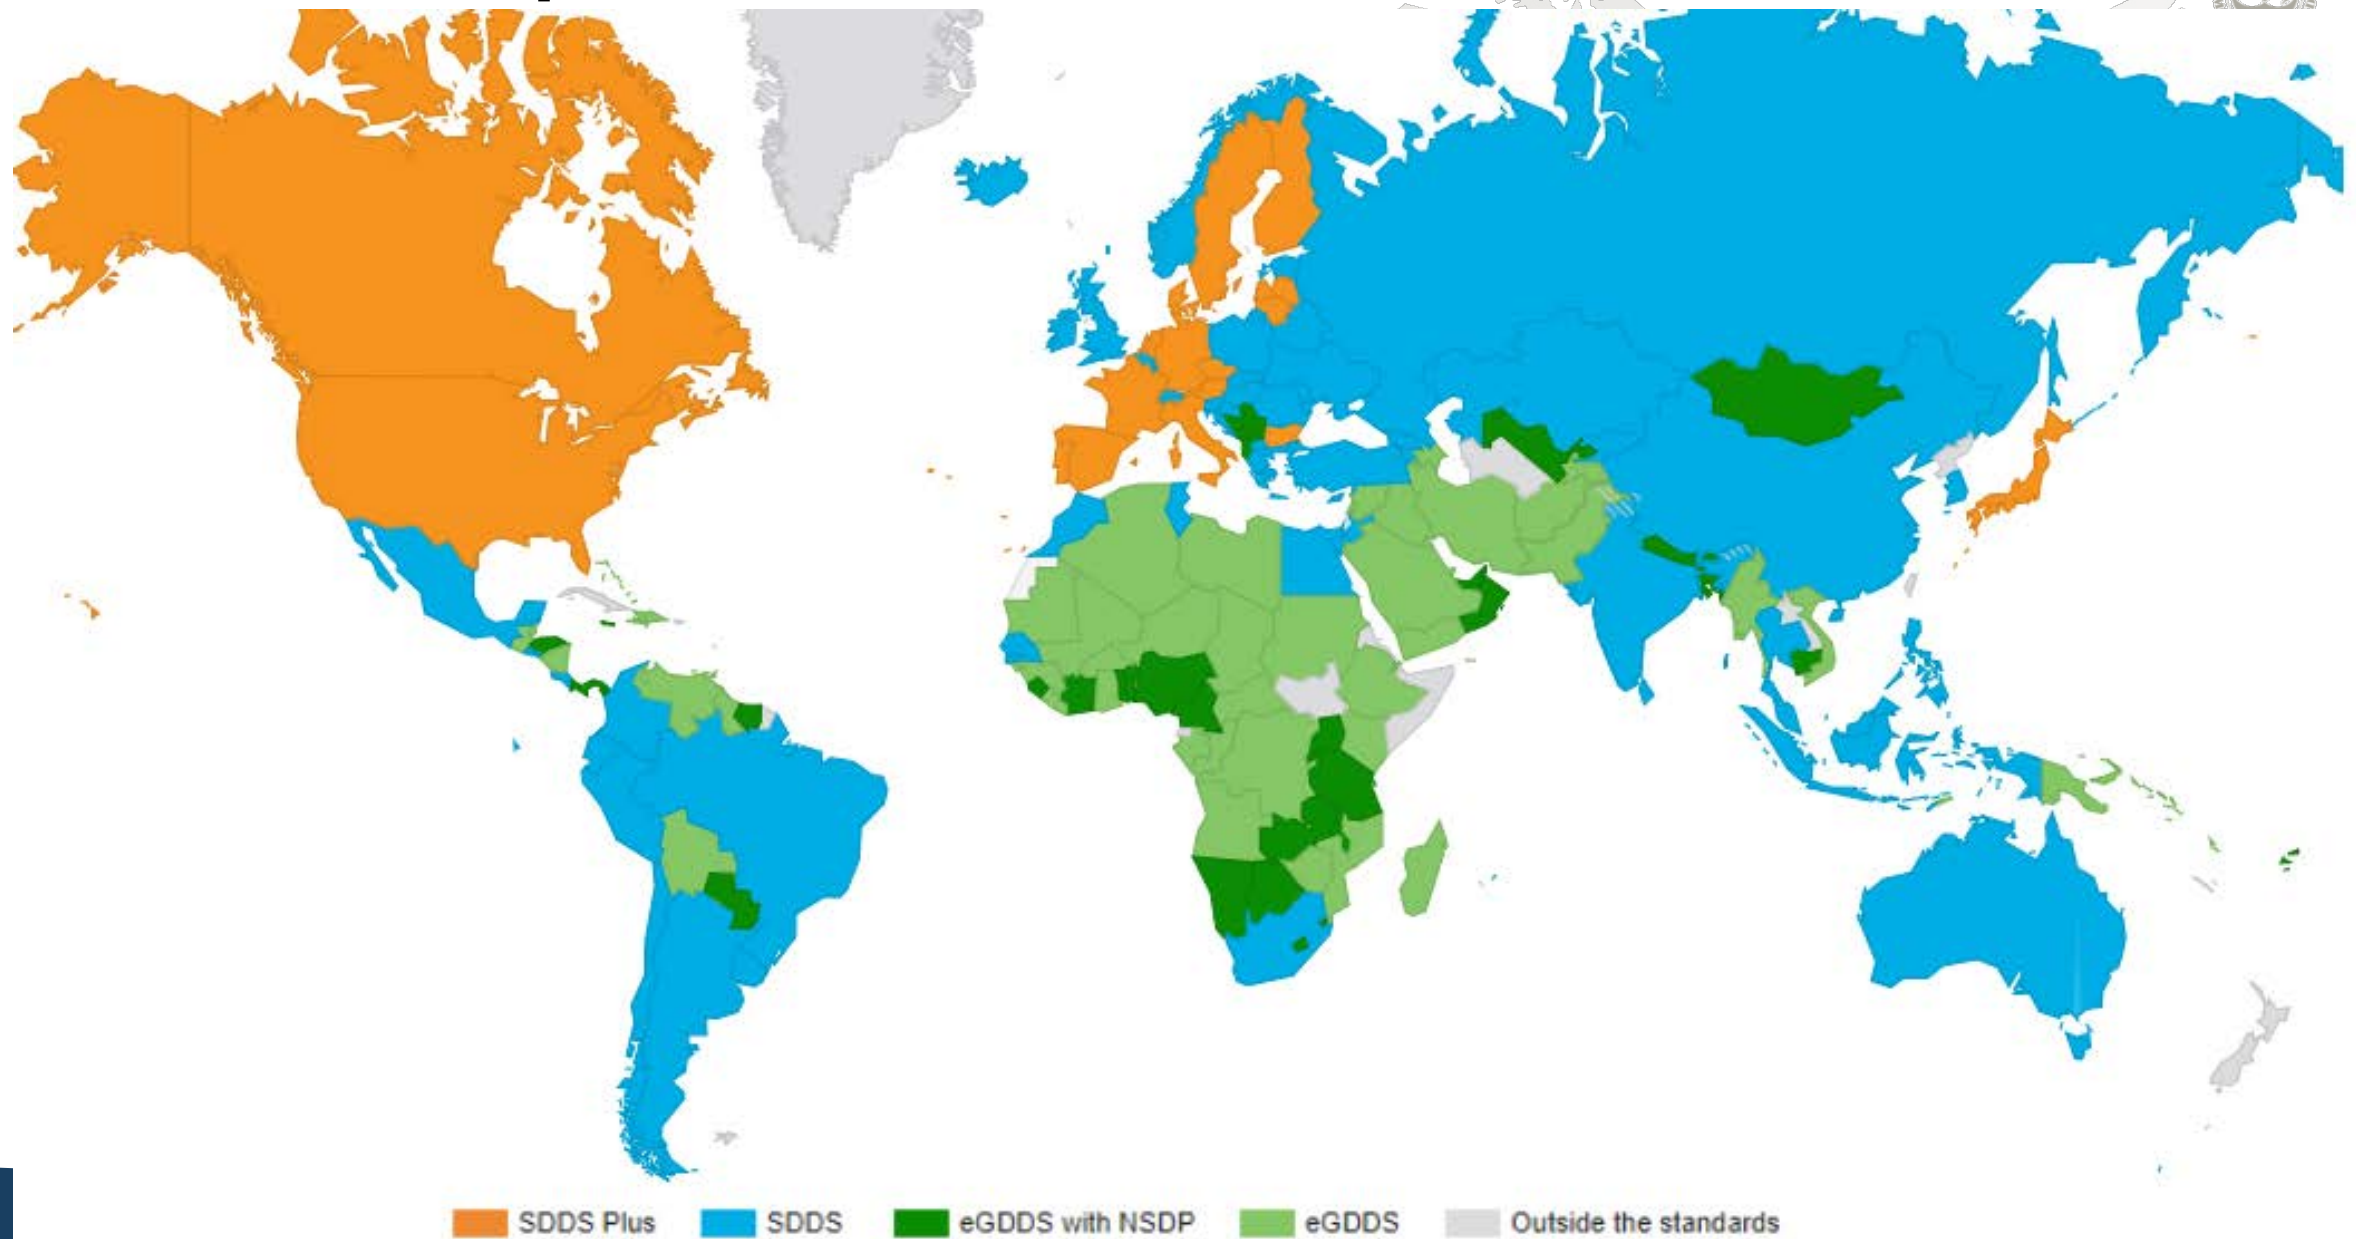 SDDS Plus
SDDS
eGDDS with NSDP
eGDDS
Outside the standards